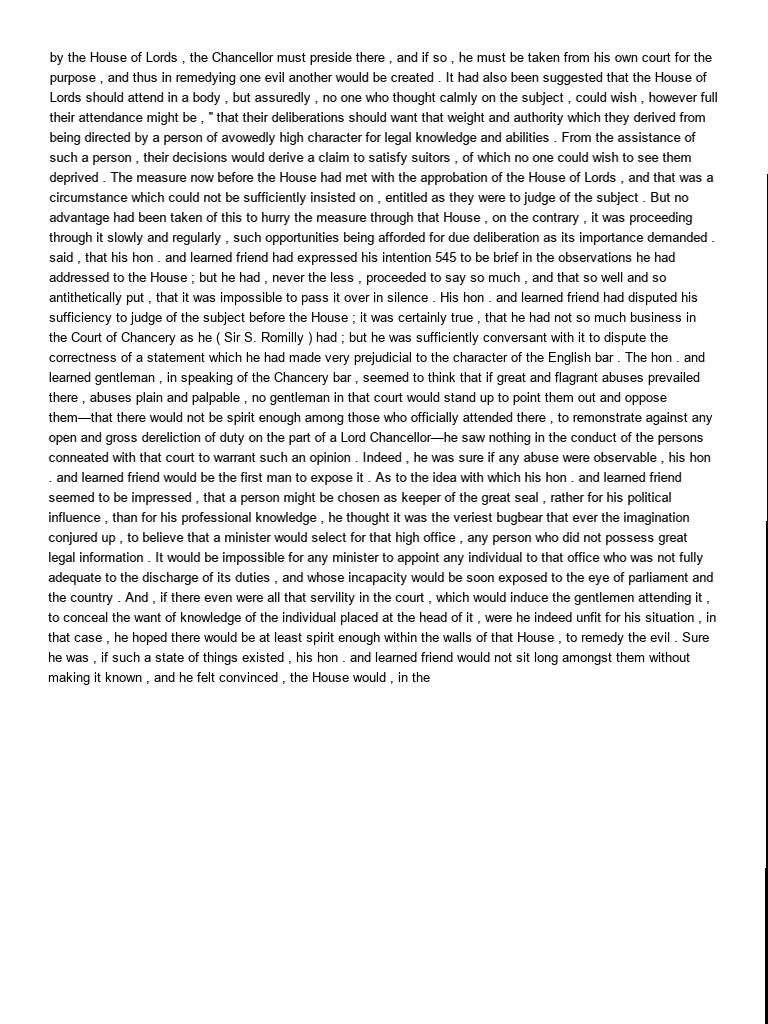 by the House of Lords , the Chancellor must preside there , and if so , he must be taken from his own court for the
purpose , and thus in remedying one evil another would be created . It had also been suggested that the House of
Lords should attend in a body , but assuredly , no one who thought calmly on the subject , could wish , however full
their attendance might be , " that their deliberations should want that weight and authority which they derived from
being directed by a person of avowedly high character for legal knowledge and abilities . From the assistance of
such a person , their decisions would derive a claim to satisfy suitors , of which no one could wish to see them
deprived . The measure now before the House had met with the approbation of the House of Lords , and that was a
circumstance which could not be sufficiently insisted on , entitled as they were to judge of the subject . But no
advantage had been taken of this to hurry the measure through that House , on the contrary , it was proceeding
through it slowly and regularly , such opportunities being afforded for due deliberation as its importance demanded .
said , that his hon . and learned friend had expressed his intention 545 to be brief in the observations he had
addressed to the House ; but he had , never the less , proceeded to say so much , and that so well and so
antithetically put , that it was impossible to pass it over in silence . His hon . and learned friend had disputed his
sufficiency to judge of the subject before the House ; it was certainly true , that he had not so much business in
the Court of Chancery as he ( Sir S. Romilly ) had ; but he was sufficiently conversant with it to dispute the
correctness of a statement which he had made very prejudicial to the character of the English bar . The hon . and
learned gentleman , in speaking of the Chancery bar , seemed to think that if great and flagrant abuses prevailed
there , abuses plain and palpable , no gentleman in that court would stand up to point them out and oppose
them—that there would not be spirit enough among those who officially attended there , to remonstrate against any
open and gross dereliction of duty on the part of a Lord Chancellor—he saw nothing in the conduct of the persons
conneated with that court to warrant such an opinion . Indeed , he was sure if any abuse were observable , his hon
. and learned friend would be the first man to expose it . As to the idea with which his hon . and learned friend
seemed to be impressed , that a person might be chosen as keeper of the great seal , rather for his political
influence , than for his professional knowledge , he thought it was the veriest bugbear that ever the imagination
conjured up , to believe that a minister would select for that high office , any person who did not possess great
legal information . It would be impossible for any minister to appoint any individual to that office who was not fully
adequate to the discharge of its duties , and whose incapacity would be soon exposed to the eye of parliament and
the country . And , if there even were all that servility in the court , which would induce the gentlemen attending it ,
to conceal the want of knowledge of the individual placed at the head of it , were he indeed unfit for his situation , in
that case , he hoped there would be at least spirit enough within the walls of that House , to remedy the evil . Sure
he was , if such a state of things existed , his hon . and learned friend would not sit long amongst them without
making it known , and he felt convinced , the House would , in the